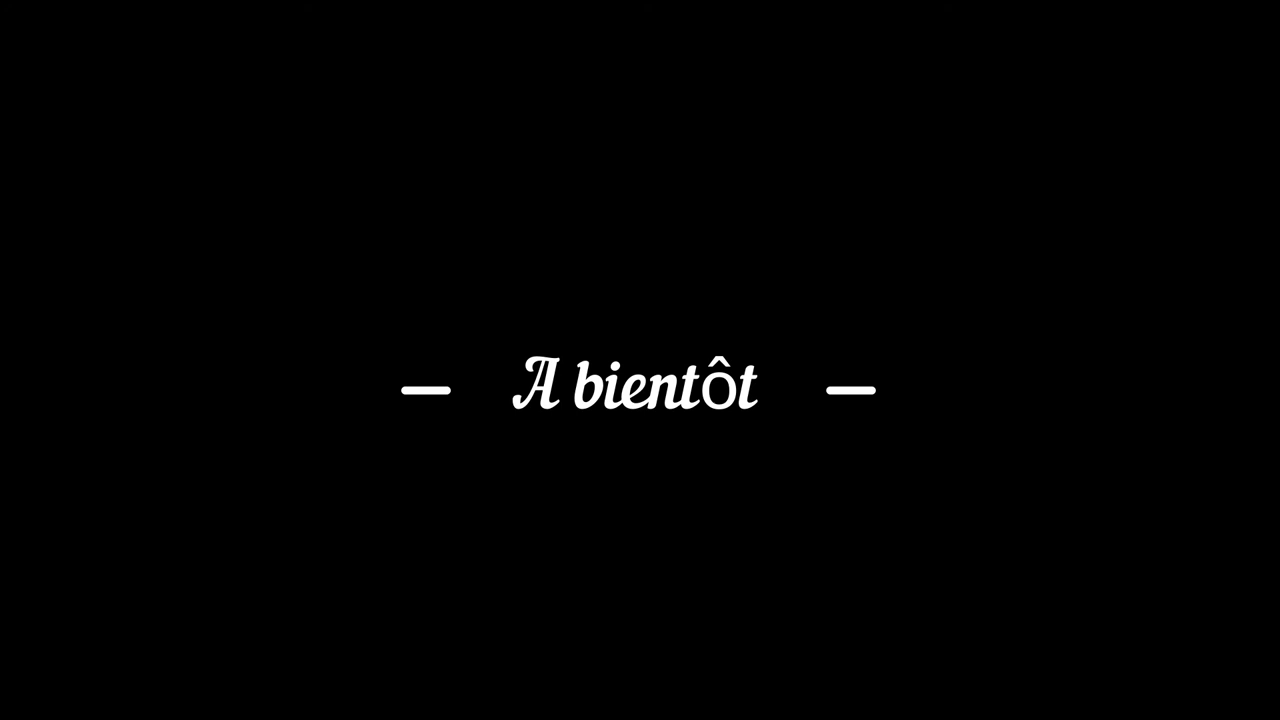 — A bientôt —